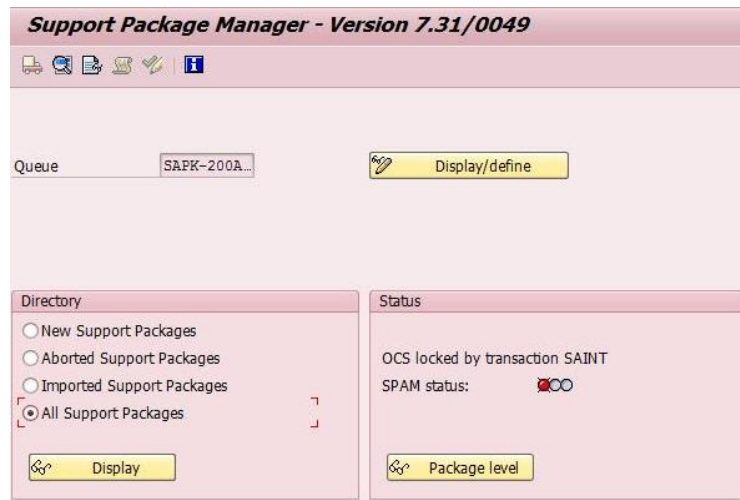 Support Package Manager - Version 7.31/0049
Queue SAPK-200A... Display/define
Directory
New Support Packages
Aborted Support Packages
Imported Support Packages
All Support Packages
Display
Status
OCS locked by transaction SAINT
SPAM status:
Package level